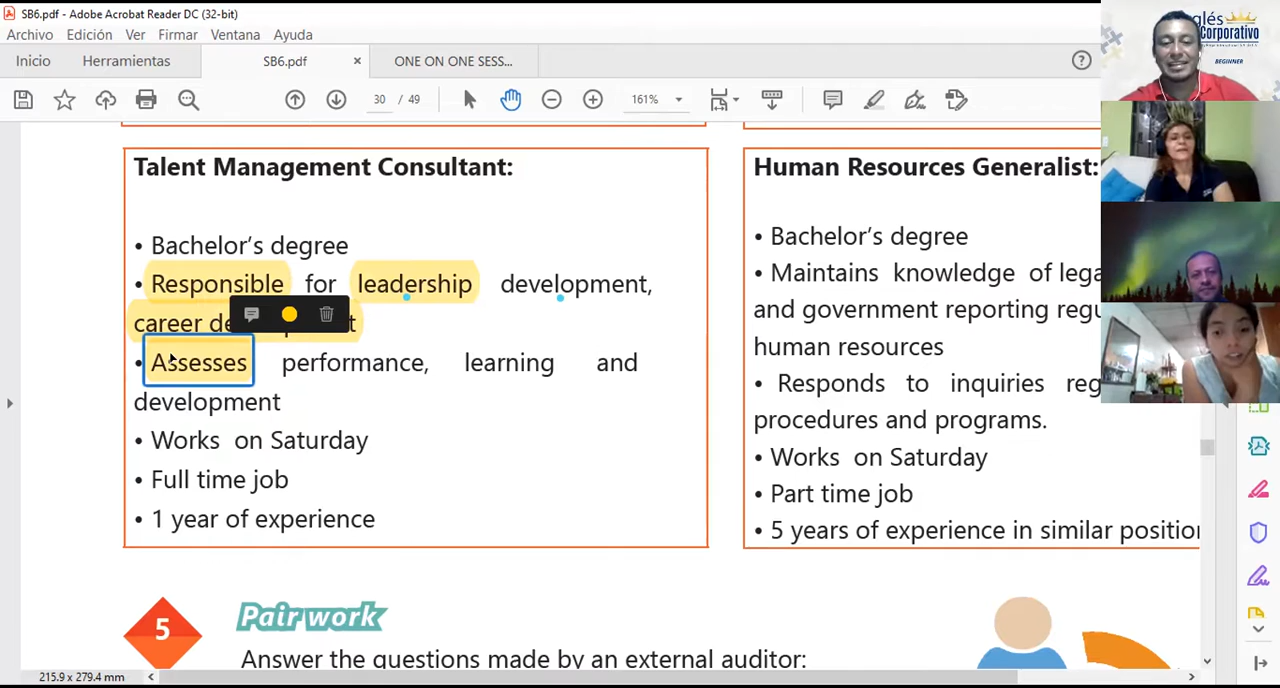 SB6.pdf - Adobe Acrobat Reader DC (32-bit)
Archivo Edición Ver Firmar Ventana Ayuda
Inicio Herramientas SB6.pdf × ONE ON ONE SESS...
30 / 49 161%
Inglés
Corporativo
BEGINNER
Talent Management Consultant:
• Bachelor's degree
• Responsible for leadership development,
career de t
• Assesses performance, learning and
development
• Works on Saturday
• Full time job
• 1 year of experience
Human Resources Generalist:
• Bachelor's degree
• Maintains knowledge of lega
and government reporting regu
human resources
• Responds to inquiries reg
procedures and programs.
• Works on Saturday
• Part time job
• 5 years of experience in similar position
5
Pair work
Answer the questions made by an external auditor:
215.9 x 279.4 mm